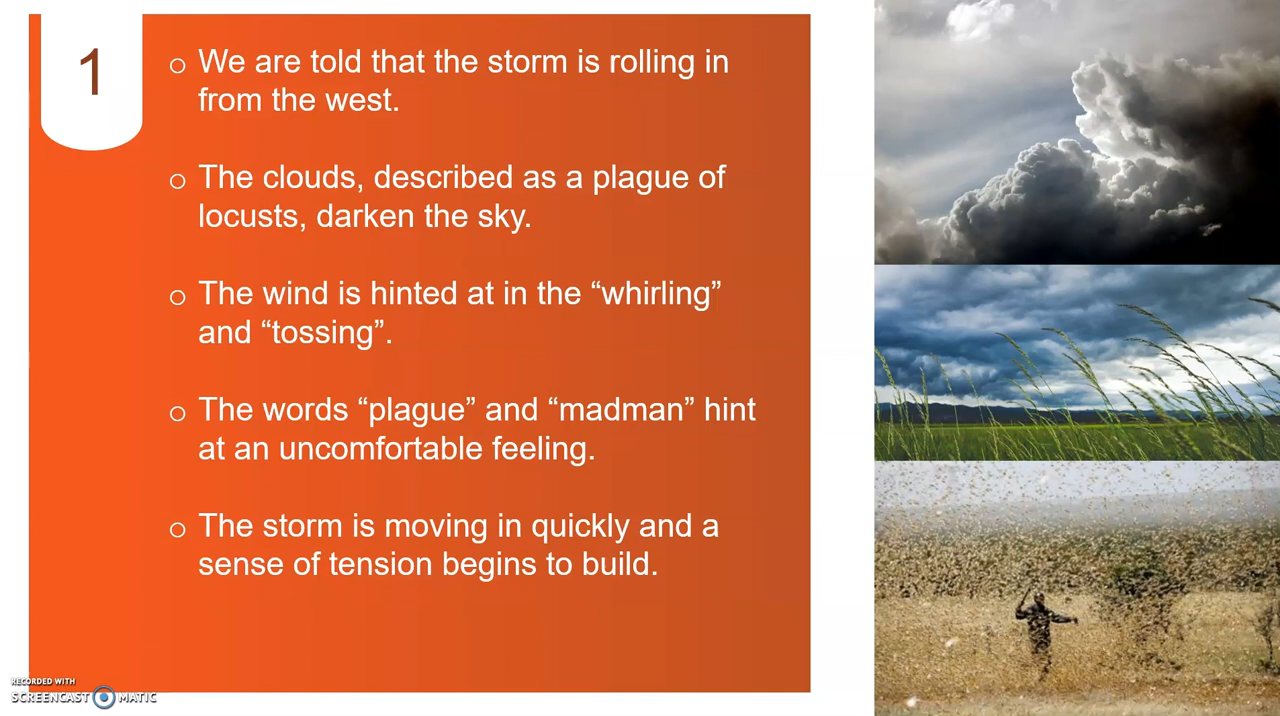 1
○ We are told that the storm is rolling in
from the west.
○ The clouds, described as a plague of
locusts, darken the sky.
○ The wind is hinted at in the “whirling”
and “tossing”.
○ The words “plague” and “madman” hint
at an uncomfortable feeling.
○ The storm is moving in quickly and a
sense of tension begins to build.
RECORDED WITH
SCREENCAST MATIC